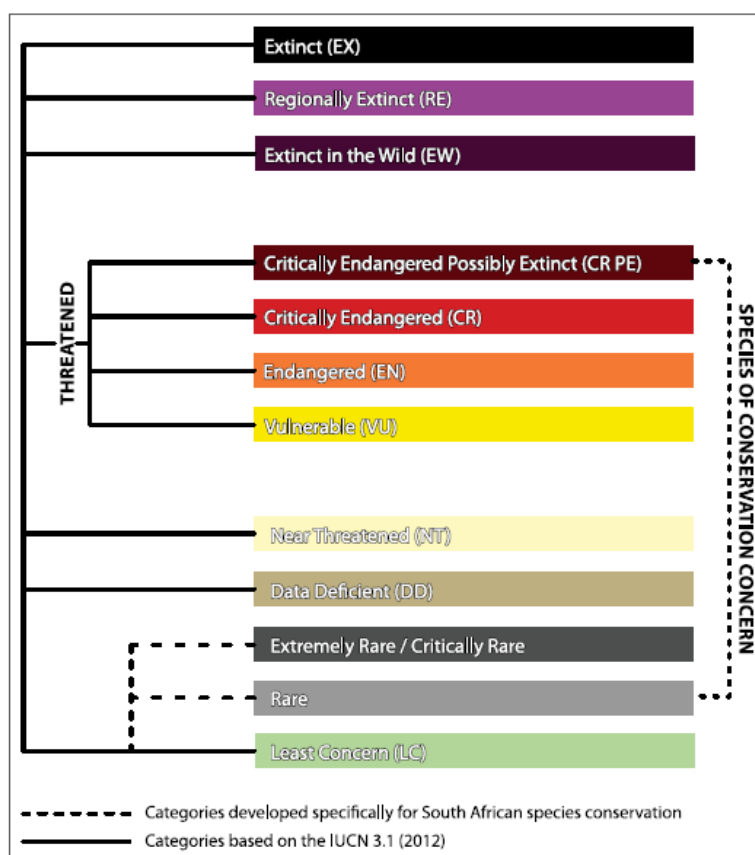 Extinct (EX)
Regionally Extinct (RE)
Extinct in the Wild (EW)
THREATENED
Critically Endangered Possibly Extinct (CR PE)
Critically Endangered (CR)
Endangered (EN)
Vulnerable (VU)
SPECIES OF CONSERVATION CONCERN
Near Threatened (NT)
Data Deficient (DD)
Extremely Rare / Critically Rare
Rare
Least Concern (LC)
Categories developed specifically for South African species conservation
Categories based on the IUCN 3.1 (2012)